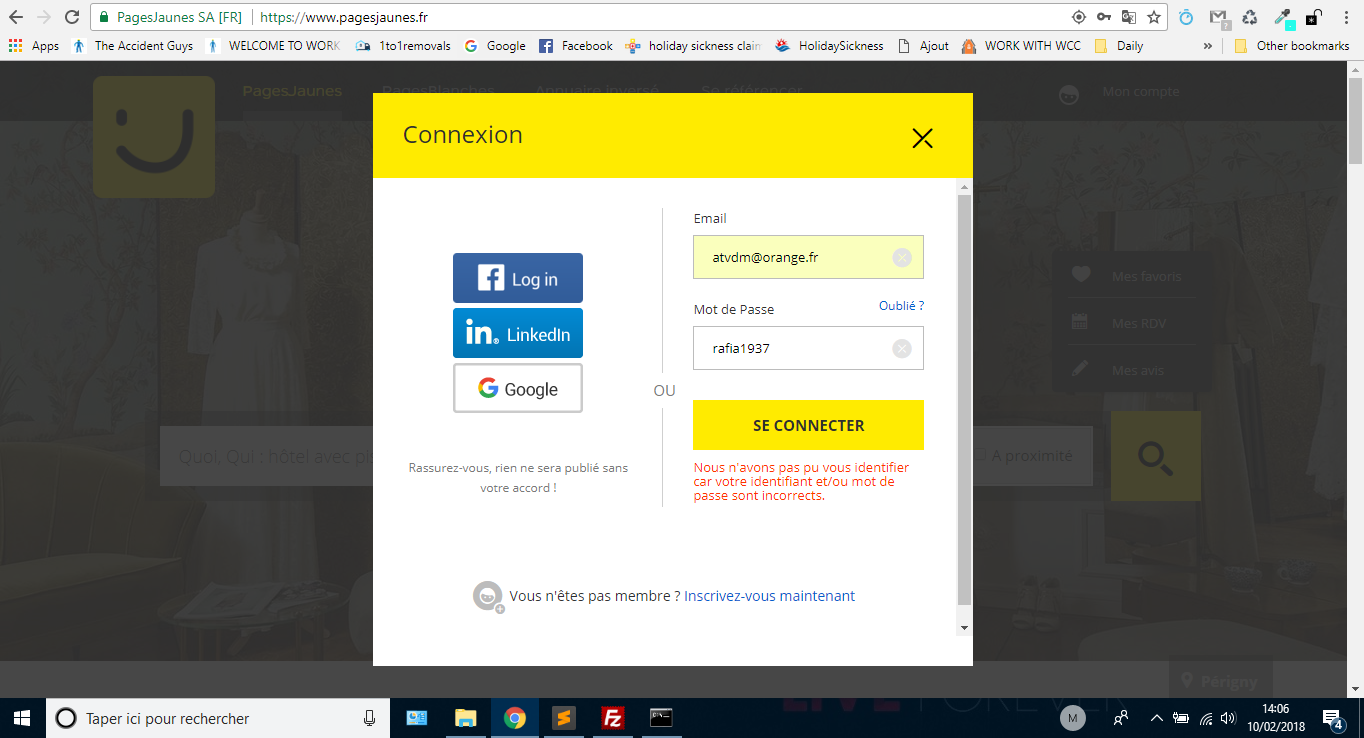 PagesJaunes SA [FR] https://www.pagesjaunes.fr
Apps The Accident Guys WELCOME TO WORK 1to1removals Google Facebook holiday sickness claim HolidaySickness Ajout WORK WITH WCC Daily » Other bookmarks
PagesJaunes PagesBlanches Annuaire inversé Se référencer Mon compte
Connexion
Email
atvdm@orange.fr
Log in
Mes favoris
Mot de Passe Oublié ?
LinkedIn
Mes RDV
rafia1937
Mes avis
Google
OU
SE CONNECTER
Quoi, Qui : hôtel avec pis
A proximité
Rassurez-vous, rien ne sera publié sans
votre accord !
Nous n'avons pas pu vous identifier
car votre identifiant et/ou mot de
passe sont incorrects.
Vous n'êtes pas membre ? Inscrivez-vous maintenant
Périgny
LIVE FOREVER
Taper ici pour rechercher
M
14:06
10/02/2018
4